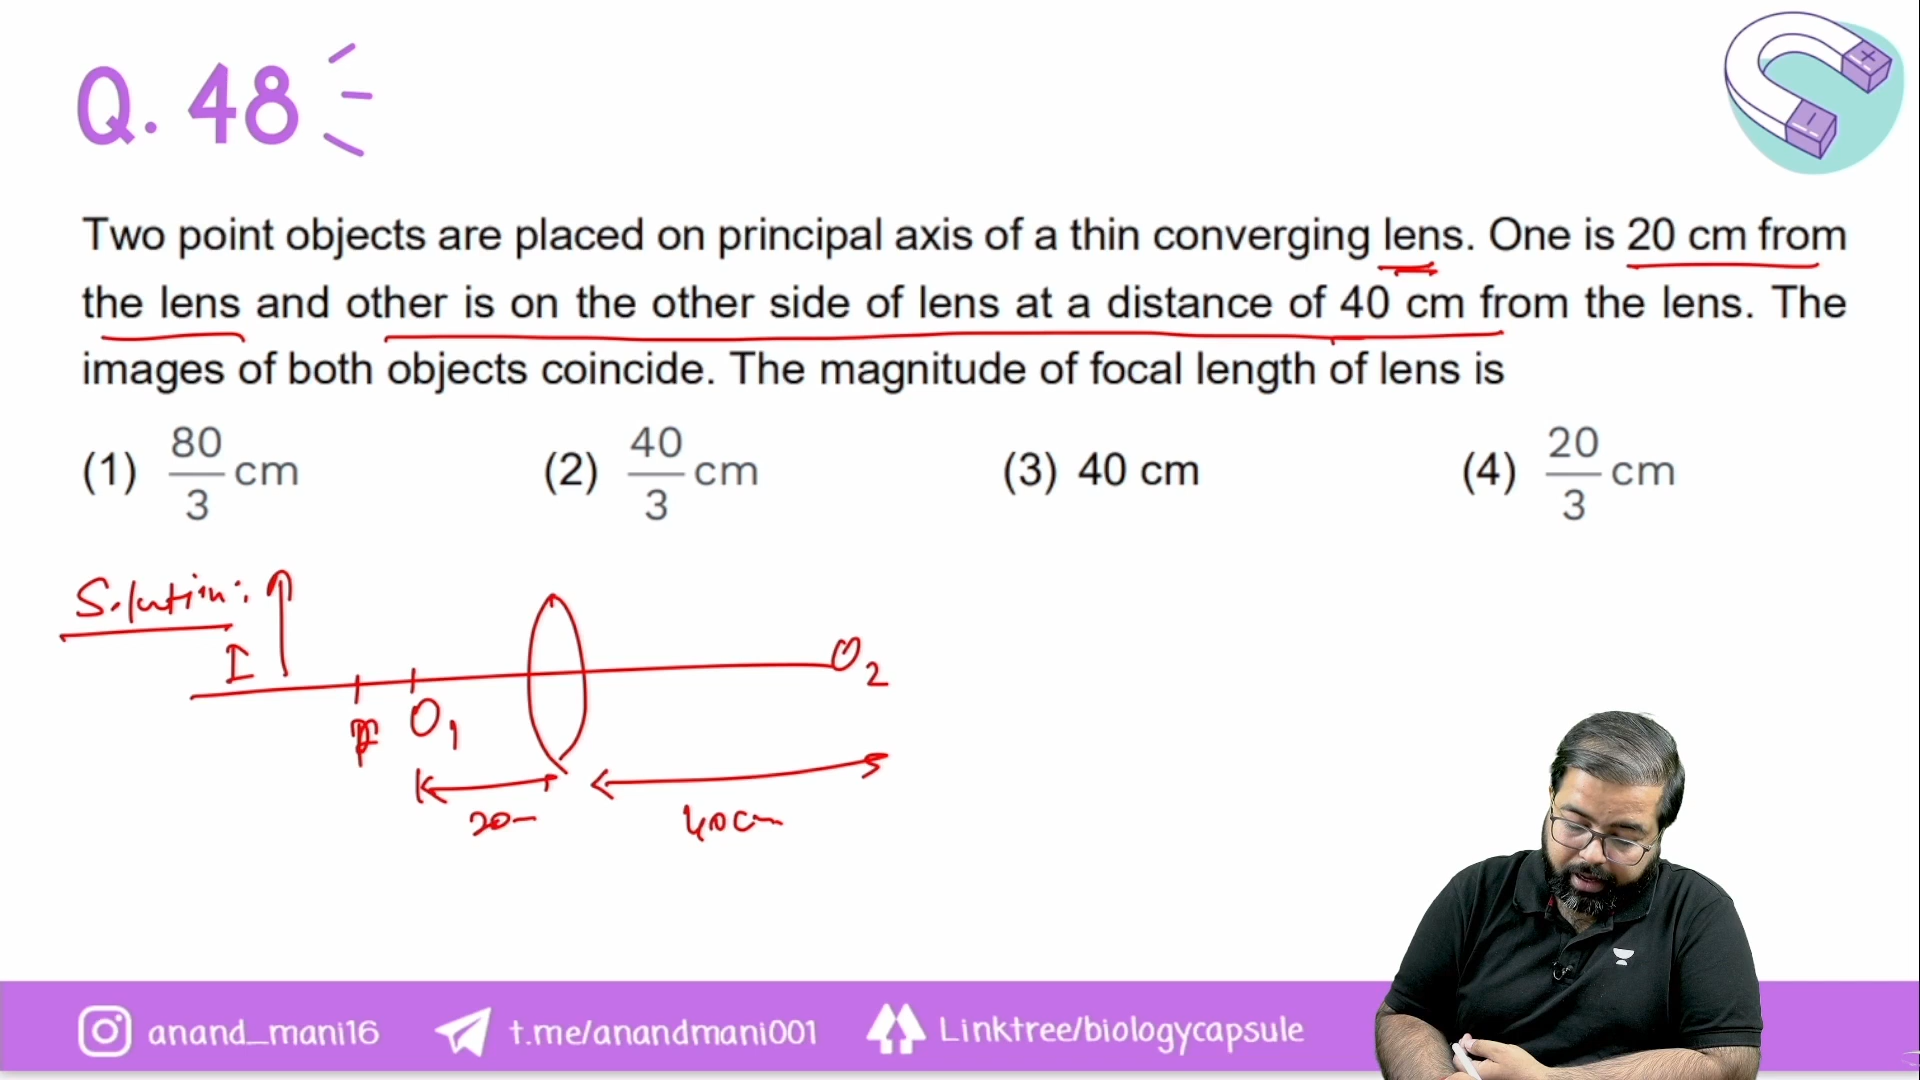 Q. 48
Two point objects are placed on principal axis of a thin converging lens. One is 20 cm from
the lens and other is on the other side of lens at a distance of 40 cm from the lens. The
images of both objects coincide. The magnitude of focal length of lens is
(1) 80/3 cm (2) 40/3 cm (3) 40 cm (4) 20/3 cm
Solution:
I
O₂
O₁
20
40cm
anand_mani16 t.me/anandmani001 Linktree/biologycapsule